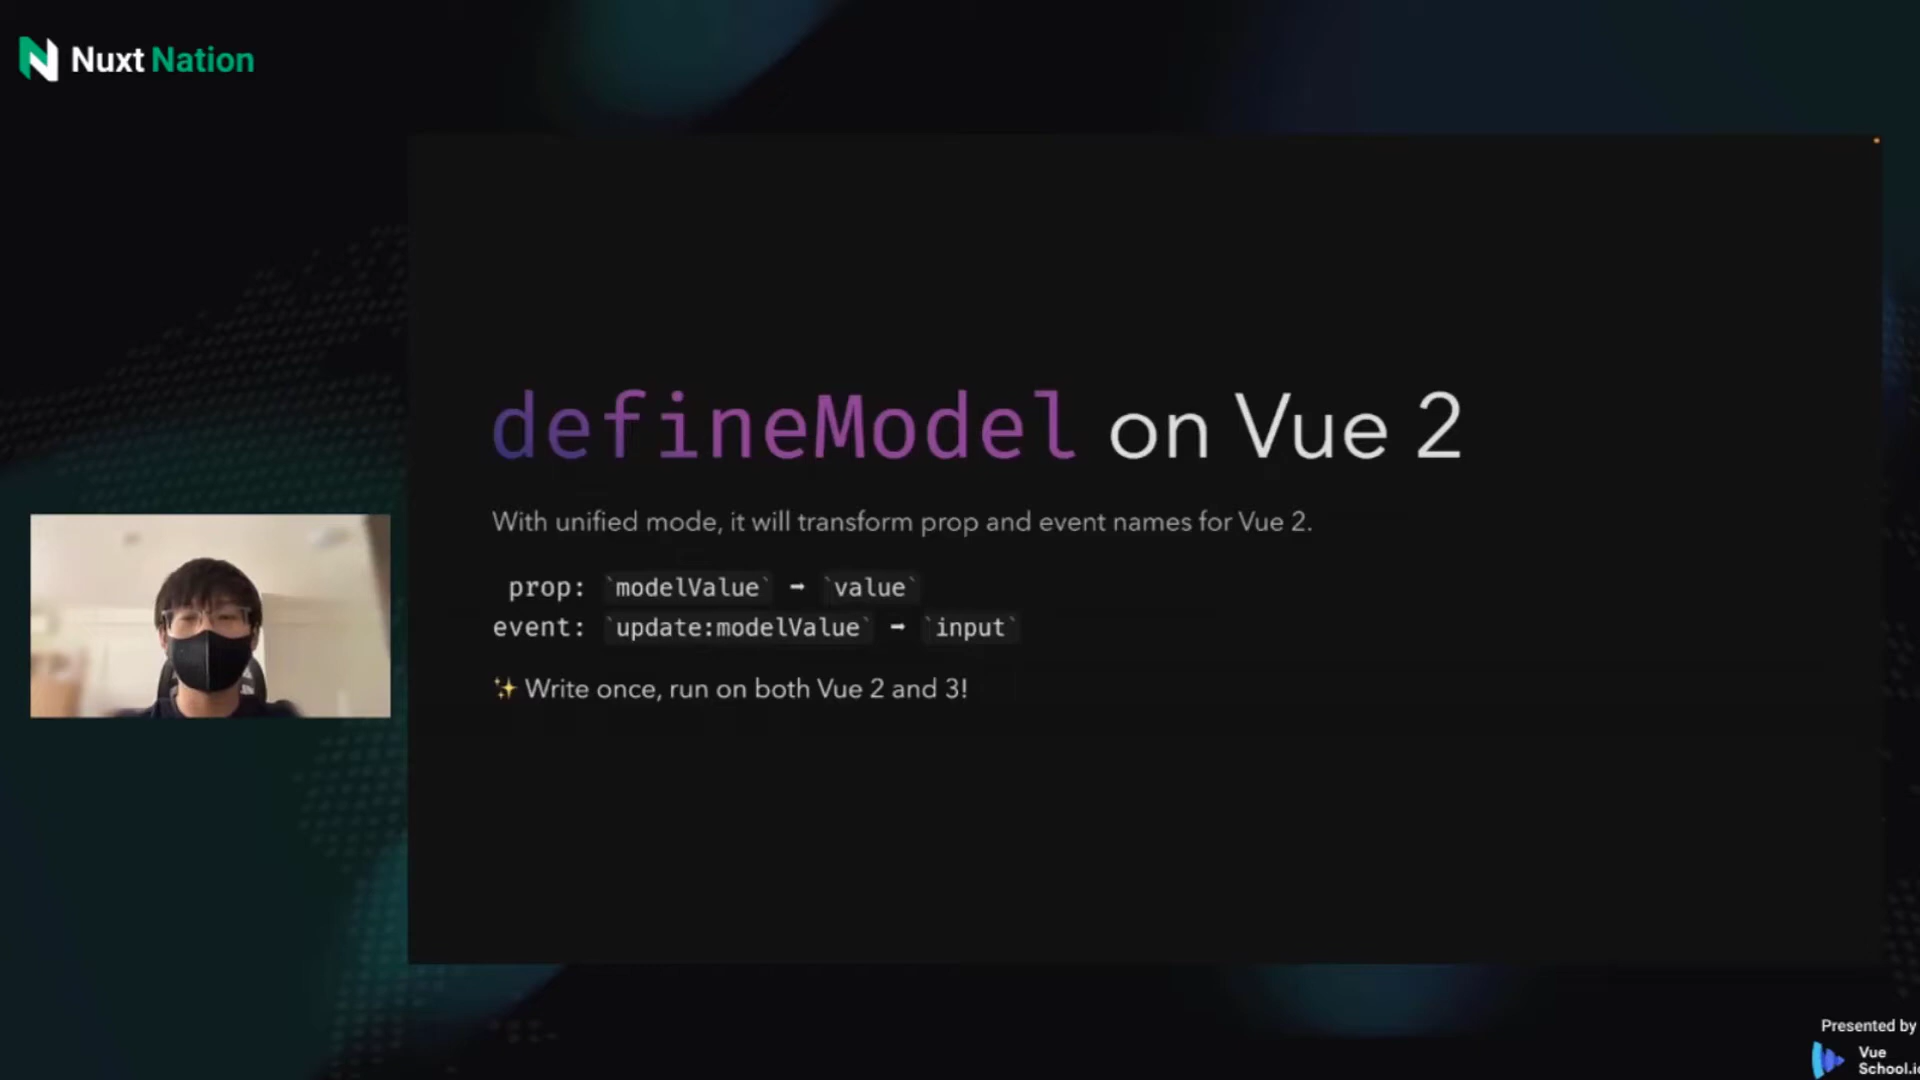 Nuxt Nation
defineModel on Vue 2
With unified mode, it will transform prop and event names for Vue 2.
prop: `modelValue` ➡ `value`
event: `update:modelValue` ➡ `input`
✨ Write once, run on both Vue 2 and 3!
Presented by
Vue
School.io